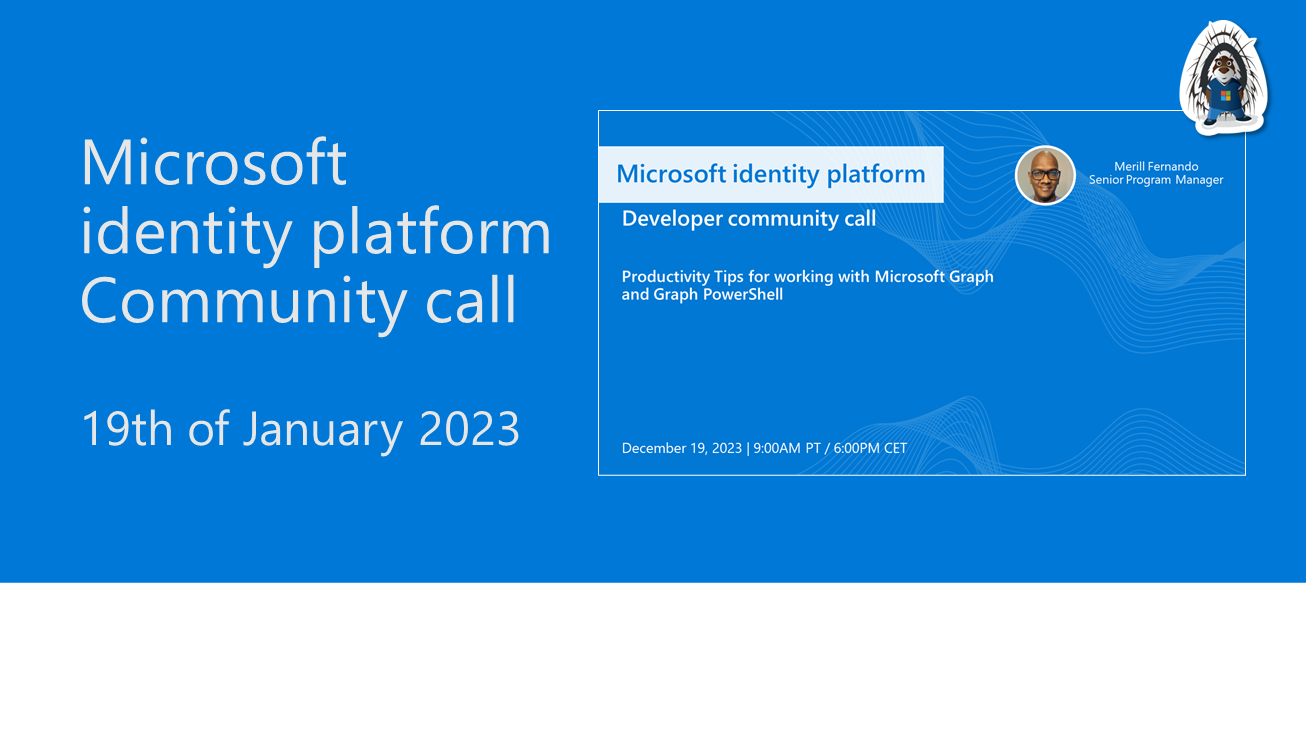 Microsoft
identity platform
Community call
19th of January 2023
Microsoft identity platform
Developer community call
Merill Fernando
Senior Program Manager
Productivity Tips for working with Microsoft Graph
and Graph PowerShell
December 19, 2023 | 9:00AM PT / 6:00PM CET